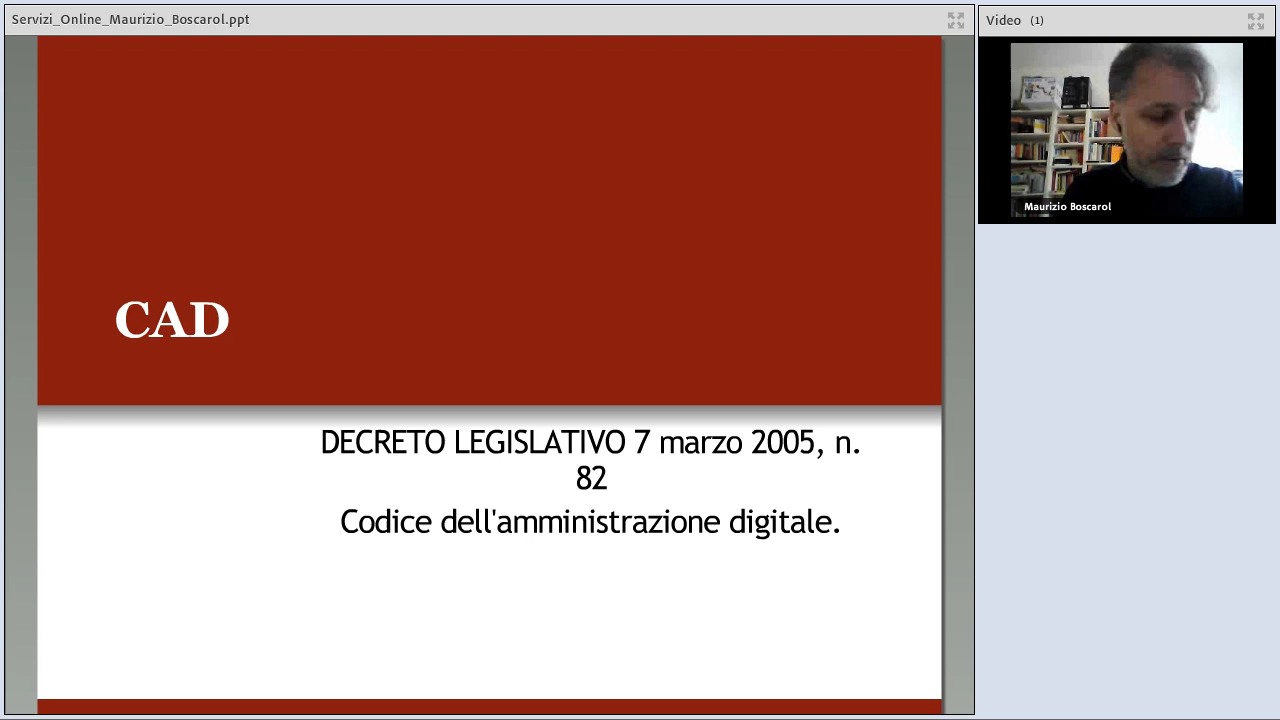 Servizi_Online_Maurizio_Boscarol.ppt
Video (1)
Maurizio Boscarol
CAD
DECRETO LEGISLATIVO 7 marzo 2005, n.
82
Codice dell'amministrazione digitale.